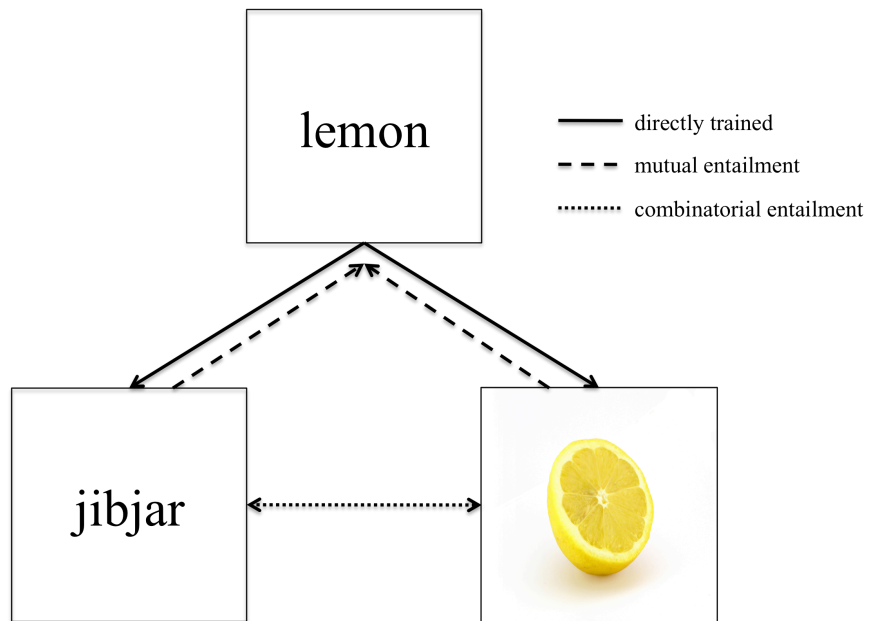 lemon
directly trained
mutual entailment
combinatorial entailment
jibjar